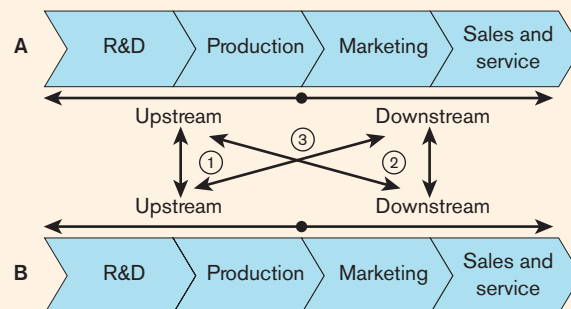 A
R&D
Production
Marketing
Sales and
service
Upstream
Downstream
③
①
②
Upstream
Downstream
B
R&D
Production
Marketing
Sales and
service